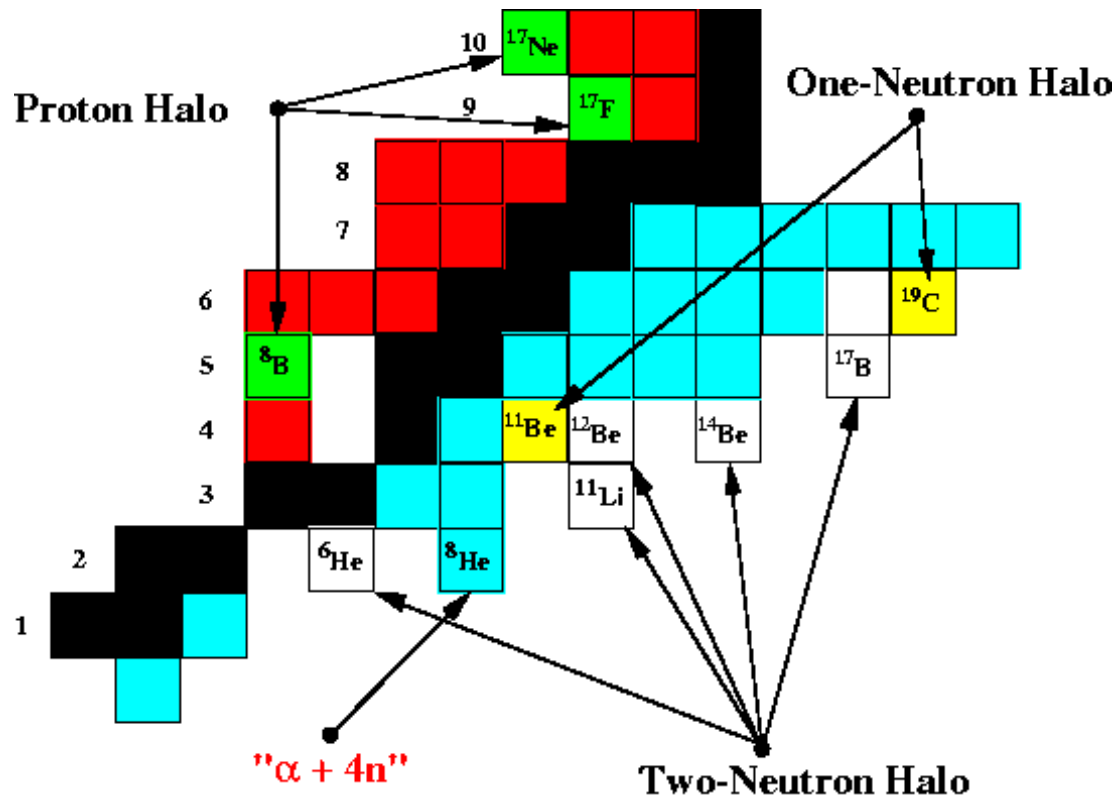 10 ¹⁷Ne
One-Neutron Halo
Proton Halo 9 ¹⁷F
8
7
6 ¹⁹C
5 ⁸B ¹⁷B
4 ¹¹Be ¹²Be ¹⁴Be
3 ¹¹Li
2 ⁶He ⁸He
1
"α + 4n"
Two-Neutron Halo